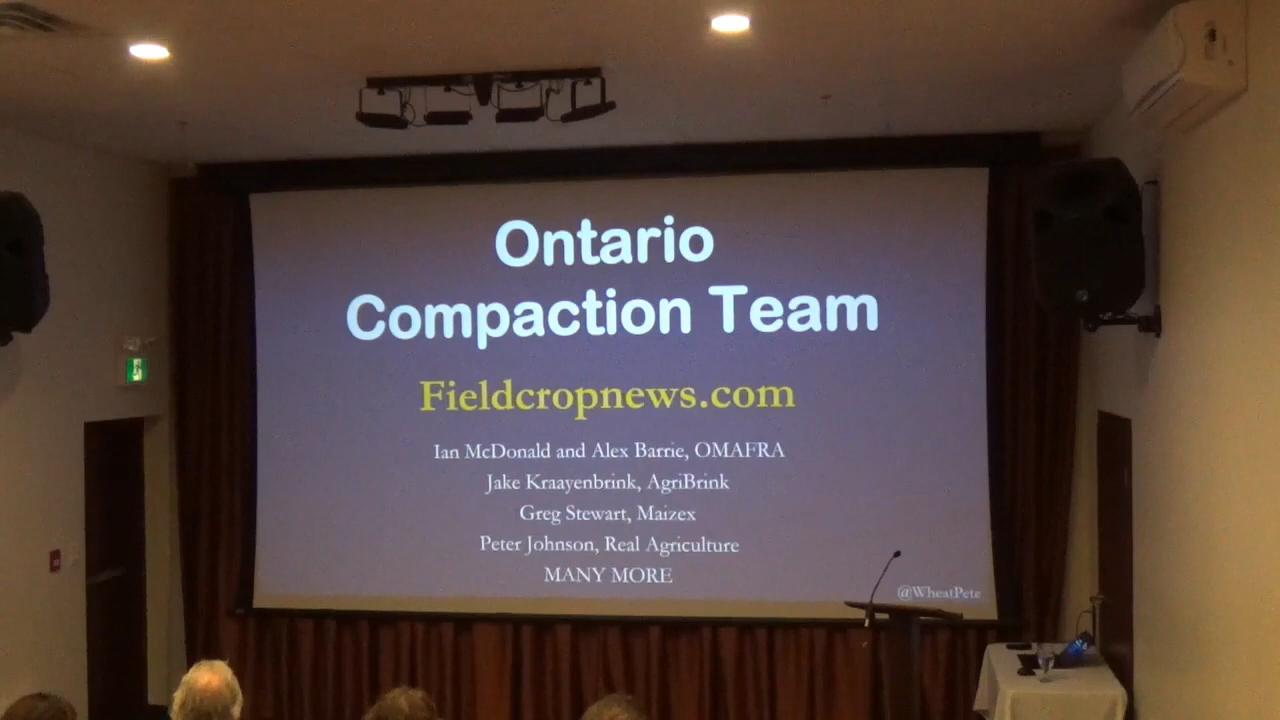 Ontario
Compaction Team
Fieldcropnews.com
Ian McDonald and Alex Barrie, OMAFRA
Jake Kraayenbrink, AgriBrink
Greg Stewart, Maizex
Peter Johnson, Real Agriculture
MANY MORE
@WheatPete